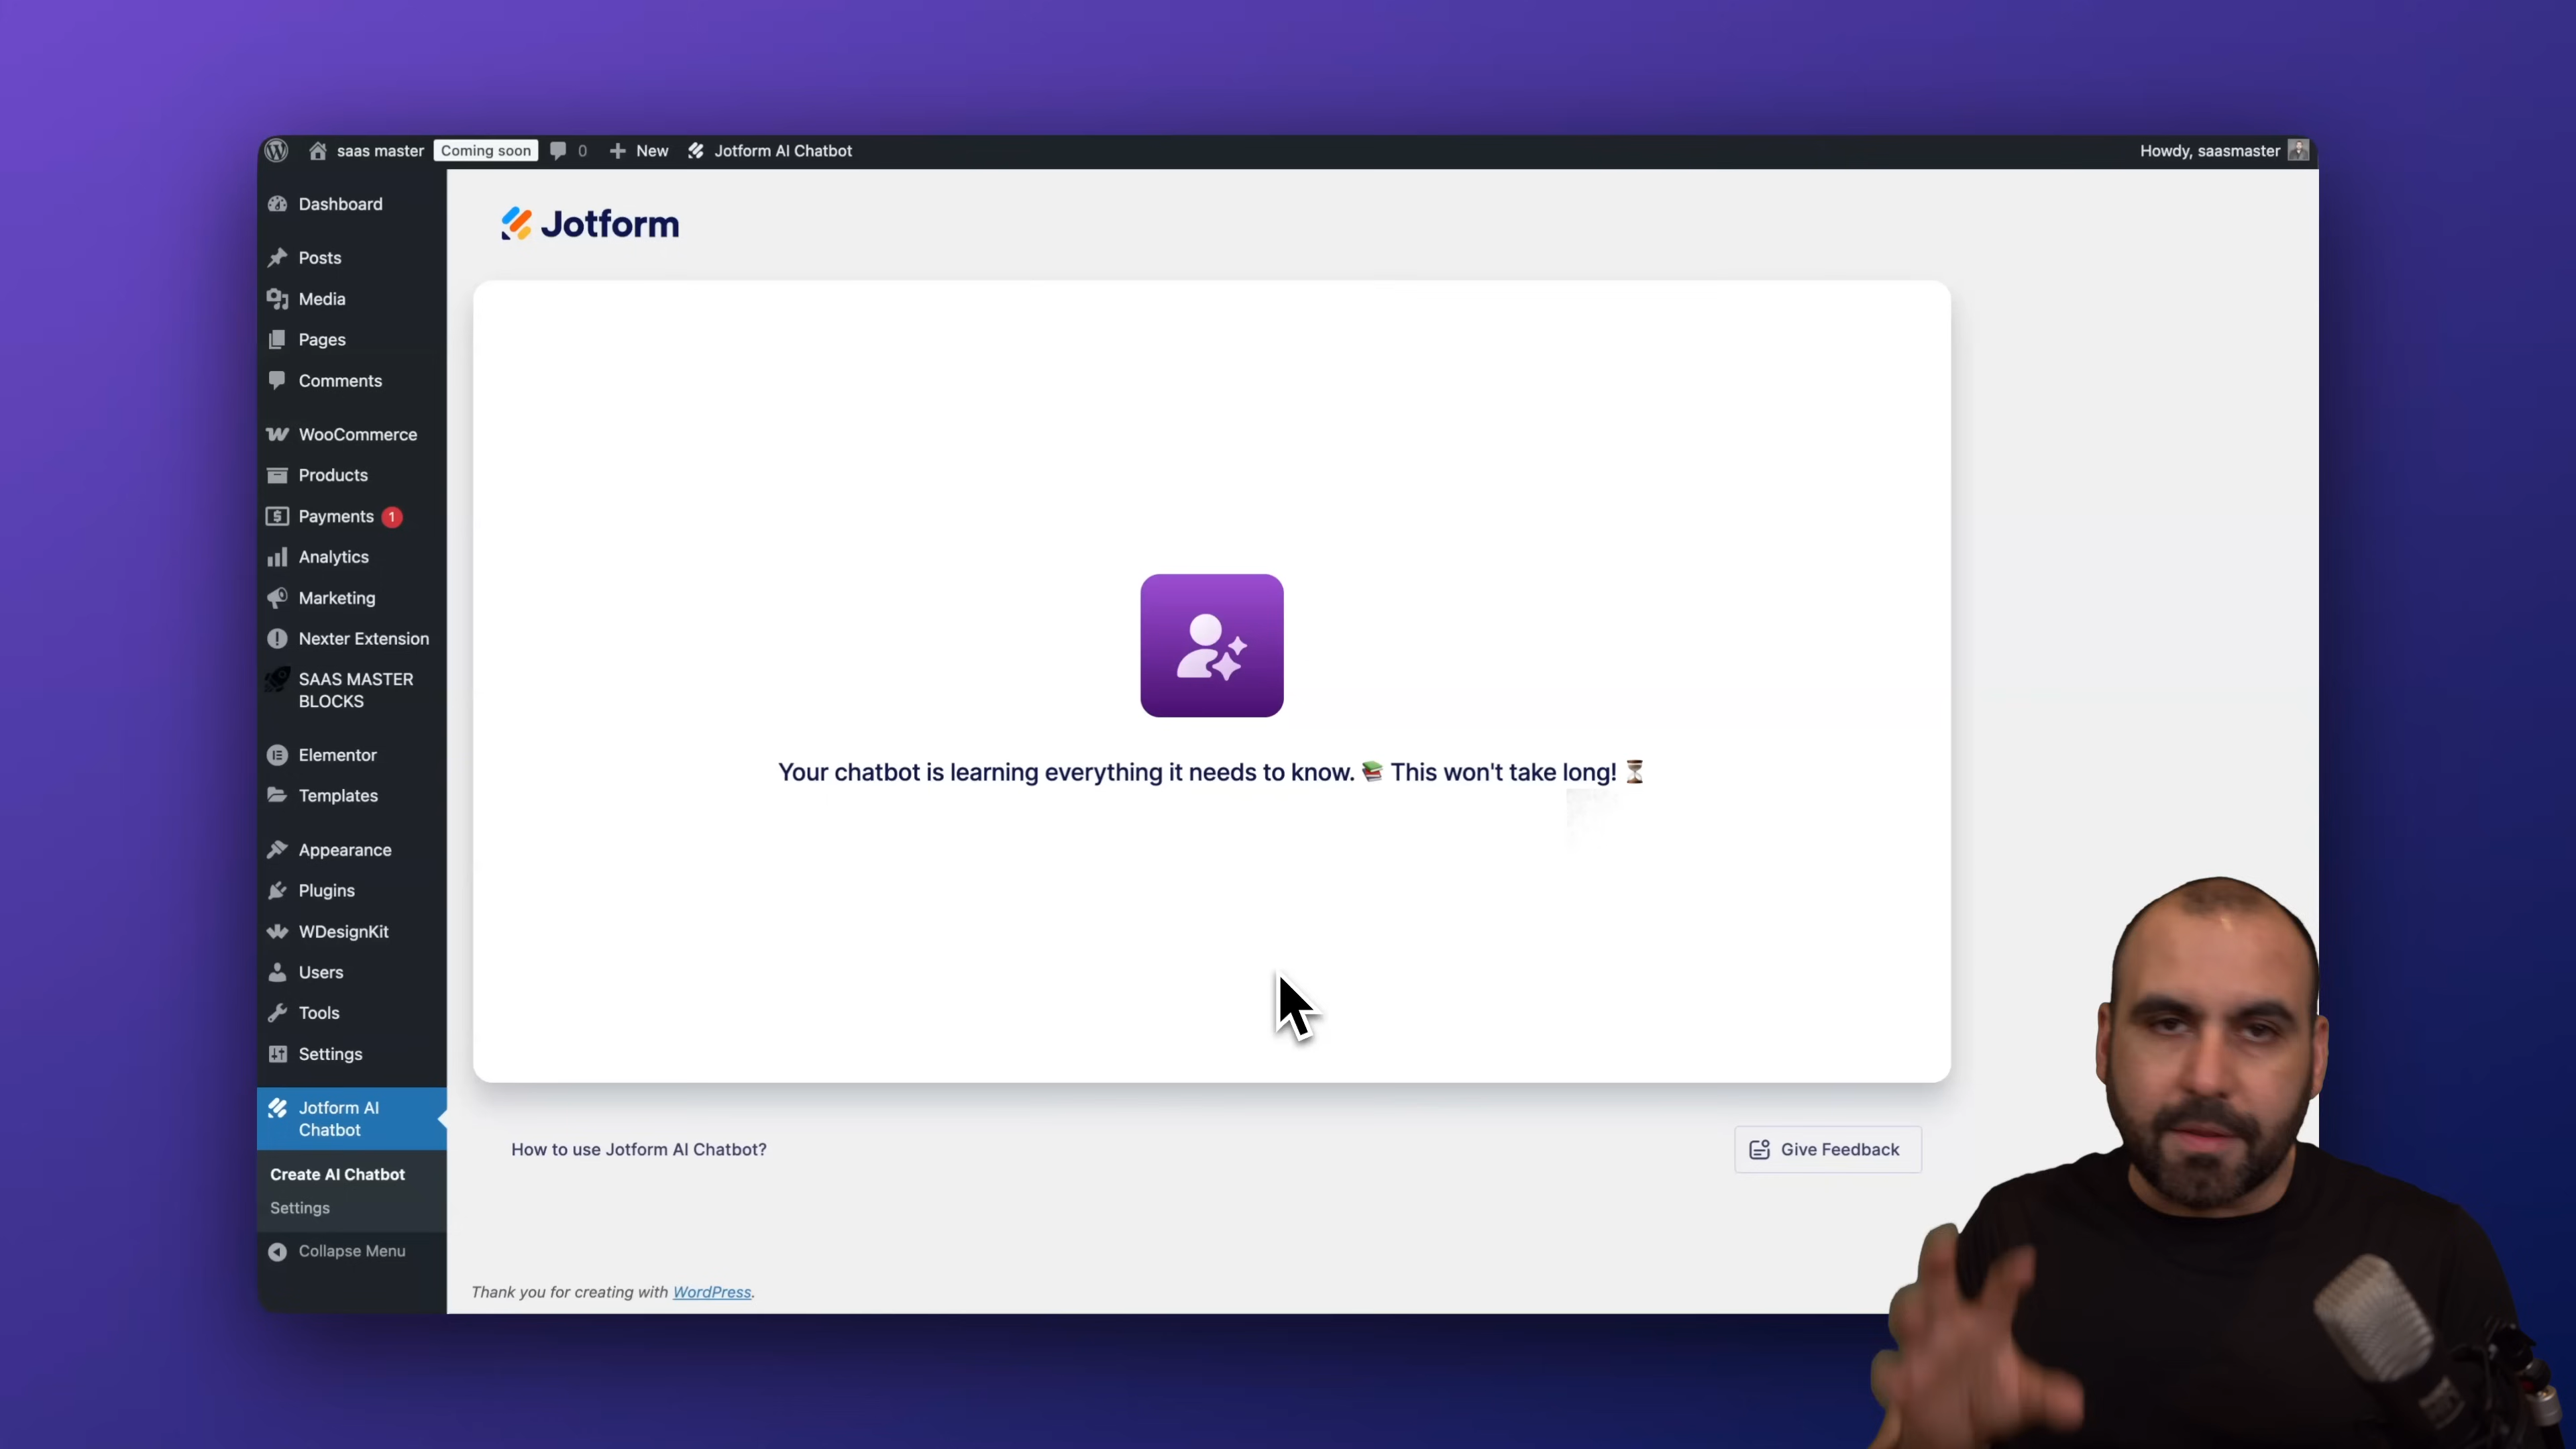 saas master Coming soon 0 New Jotform AI Chatbot Howdy, saasmaster
Dashboard
Posts
Media
Pages
Comments
WooCommerce
Products
Payments 1
Analytics
Marketing
Nexter Extension
SAAS MASTER
BLOCKS
Elementor
Templates
Appearance
Plugins
WDesignKit
Users
Tools
Settings
Jotform AI
Chatbot
Create AI Chatbot
Settings
Collapse Menu
Jotform
Your chatbot is learning everything it needs to know. 📚 This won't take long! ⏳
How to use Jotform AI Chatbot?
Give Feedback
Thank you for creating with WordPress.